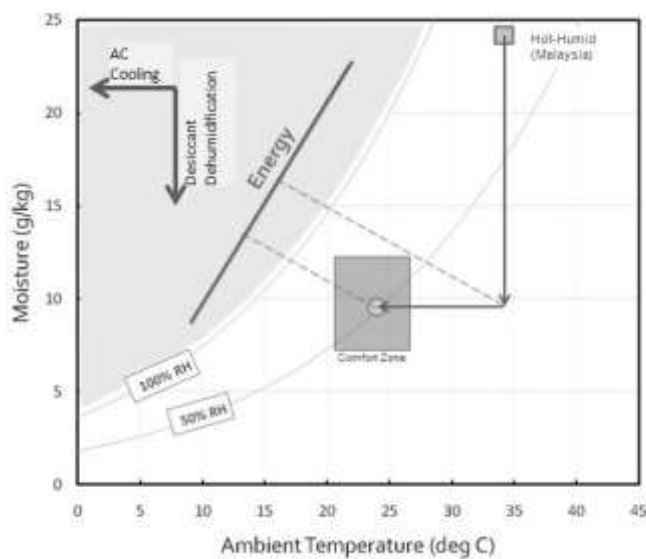 25
20
15
10
5
0
Moisture (g/kg)
AC
Cooling
Desiccant
Dehumidification
Energy
Hot-Humid
(Malaysia)
Comfort Zone
100% RH
50% RH
0
5
10
15
20
25
30
35
40
45
Ambient Temperature (deg C)